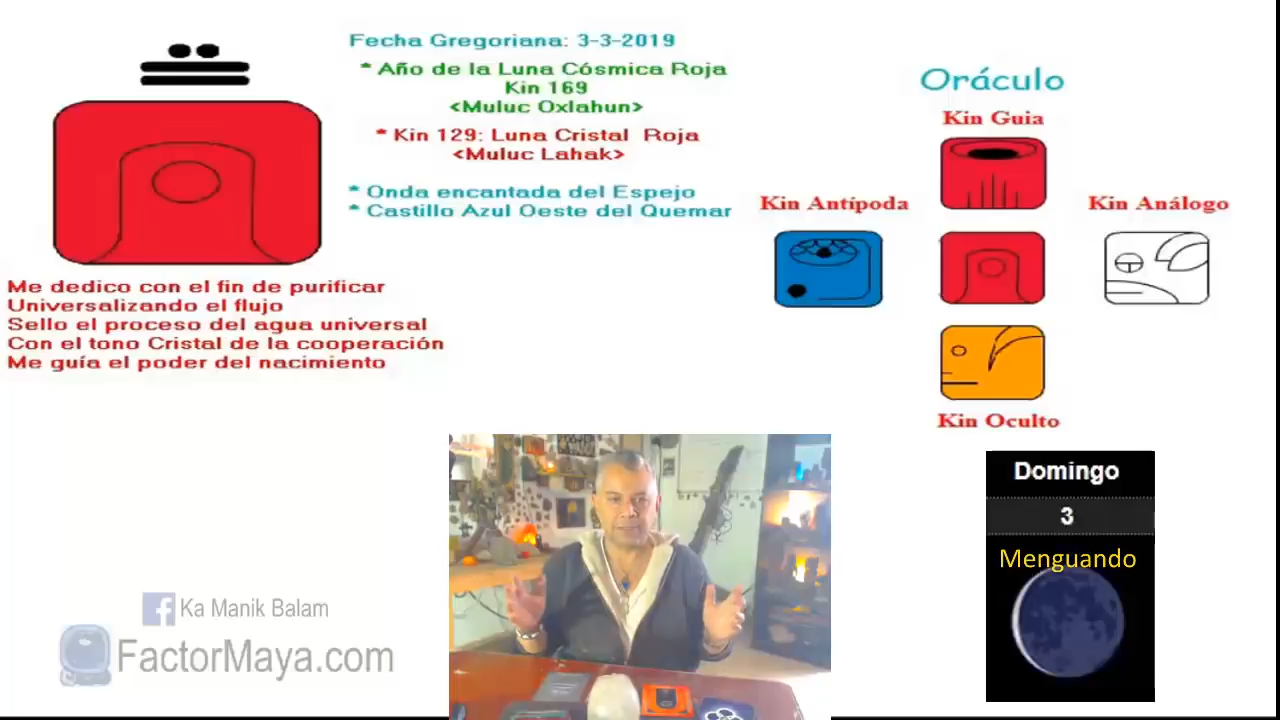 Fecha Gregoriana: 3-3-2019
* Año de la Luna Cósmica Roja
Kin 169
<Muluc Oxlahun>
* Kin 129: Luna Cristal Roja
<Muluc Lahak>
* Onda encantada del Espejo
* Castillo Azul Oeste del Quemar
Me dedico con el fin de purificar
Universalizando el flujo
Sello el proceso del agua universal
Con el tono Cristal de la cooperación
Me guía el poder del nacimiento
Oráculo
Kin Guia
Kin Antípoda
Kin Análogo
Kin Oculto
Domingo
3
Menguando
Ka Manik Balam
FactorMaya.com